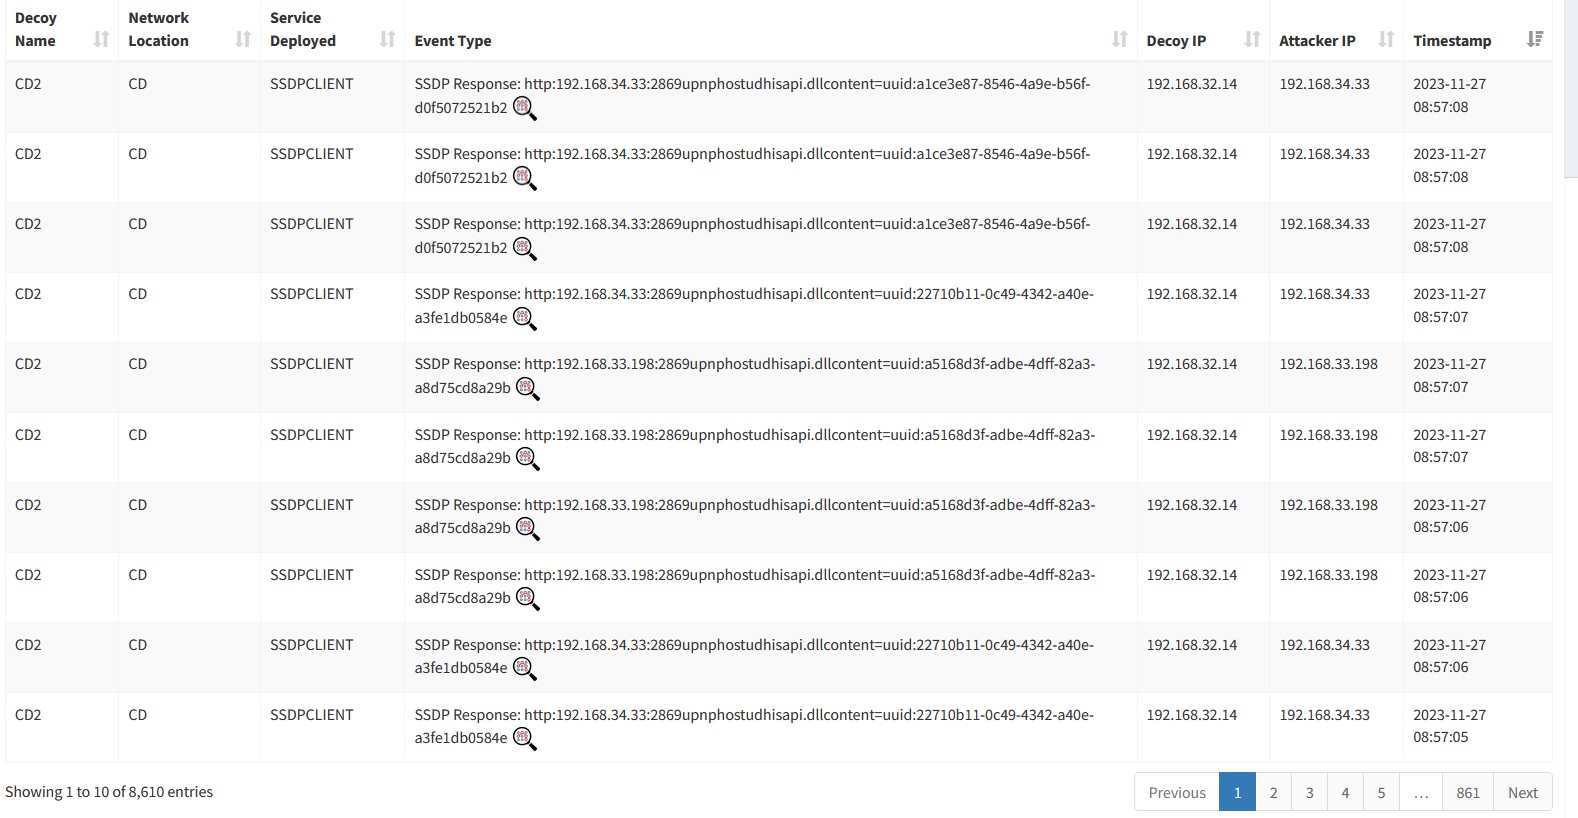 Decoy Name Network Location Service Deployed Event Type Decoy IP Attacker IP Timestamp
CD2 CD SSDPCLIENT SSDP Response: http:192.168.34.33:2869upnphostudhisapi.dllcontent=uuid:a1ce3e87-8546-4a9e-b56f- 192.168.32.14 192.168.34.33 2023-11-27
d0f5072521b2 08:57:08
CD2 CD SSDPCLIENT SSDP Response: http:192.168.34.33:2869upnphostudhisapi.dllcontent=uuid:a1ce3e87-8546-4a9e-b56f- 192.168.32.14 192.168.34.33 2023-11-27
d0f5072521b2 08:57:08
CD2 CD SSDPCLIENT SSDP Response: http:192.168.34.33:2869upnphostudhisapi.dllcontent=uuid:a1ce3e87-8546-4a9e-b56f- 192.168.32.14 192.168.34.33 2023-11-27
d0f5072521b2 08:57:08
CD2 CD SSDPCLIENT SSDP Response: http:192.168.34.33:2869upnphostudhisapi.dllcontent=uuid:22710b11-0c49-4342-a40e- 192.168.32.14 192.168.34.33 2023-11-27
a3fe1db0584e 08:57:07
CD2 CD SSDPCLIENT SSDP Response: http:192.168.33.198:2869upnphostudhisapi.dllcontent=uuid:a5168d3f-adbe-4dff-82a3- 192.168.32.14 192.168.33.198 2023-11-27
a8d75cd8a29b 08:57:07
CD2 CD SSDPCLIENT SSDP Response: http:192.168.33.198:2869upnphostudhisapi.dllcontent=uuid:a5168d3f-adbe-4dff-82a3- 192.168.32.14 192.168.33.198 2023-11-27
a8d75cd8a29b 08:57:07
CD2 CD SSDPCLIENT SSDP Response: http:192.168.33.198:2869upnphostudhisapi.dllcontent=uuid:a5168d3f-adbe-4dff-82a3- 192.168.32.14 192.168.33.198 2023-11-27
a8d75cd8a29b 08:57:06
CD2 CD SSDPCLIENT SSDP Response: http:192.168.33.198:2869upnphostudhisapi.dllcontent=uuid:a5168d3f-adbe-4dff-82a3- 192.168.32.14 192.168.33.198 2023-11-27
a8d75cd8a29b 08:57:06
CD2 CD SSDPCLIENT SSDP Response: http:192.168.34.33:2869upnphostudhisapi.dllcontent=uuid:22710b11-0c49-4342-a40e- 192.168.32.14 192.168.34.33 2023-11-27
a3fe1db0584e 08:57:06
CD2 CD SSDPCLIENT SSDP Response: http:192.168.34.33:2869upnphostudhisapi.dllcontent=uuid:22710b11-0c49-4342-a40e- 192.168.32.14 192.168.34.33 2023-11-27
a3fe1db0584e 08:57:05
Showing 1 to 10 of 8,610 entries Previous 1 2 3 4 5 ... 861 Next